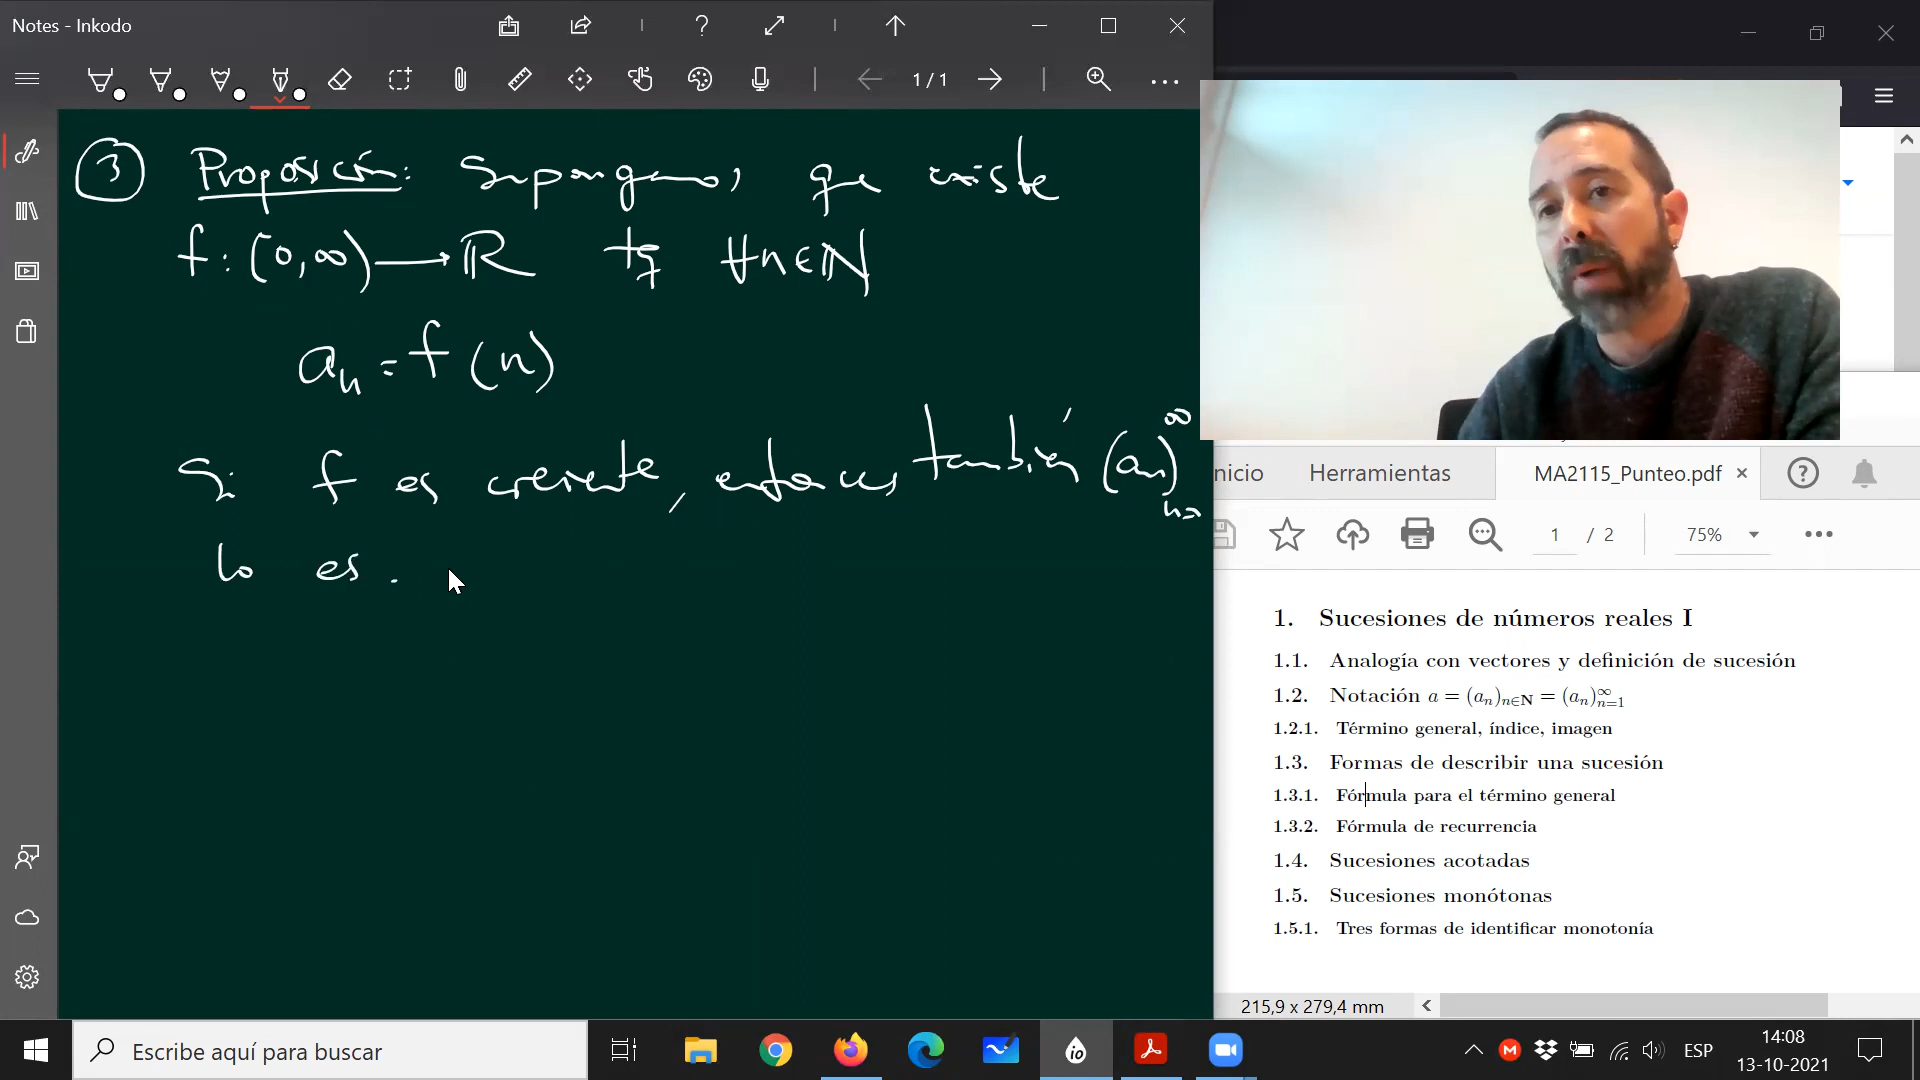 Notes - Inkodo
1 / 1
③ Proposición: Supongamos que existe
f : (0,∞) → ℝ tq ∀n∈ℕ
aₙ = f (n)
Si f es creciente, entonces también (aₙ)^∞ n=
lo es.
nicio
Herramientas
MA2115_Punteo.pdf ×
1 / 2
75%
1. Sucesiones de números reales I
1.1. Analogía con vectores y definición de sucesión
1.2. Notación a = (aₙ)ₙ∈N = (aₙ)^∞ₙ₌₁
1.2.1. Término general, índice, imagen
1.3. Formas de describir una sucesión
1.3.1. Fórmula para el término general
1.3.2. Fórmula de recurrencia
1.4. Sucesiones acotadas
1.5. Sucesiones monótonas
1.5.1. Tres formas de identificar monotonía
215,9 x 279,4 mm
Escribe aquí para buscar
io
M
ESP
14:08
13-10-2021